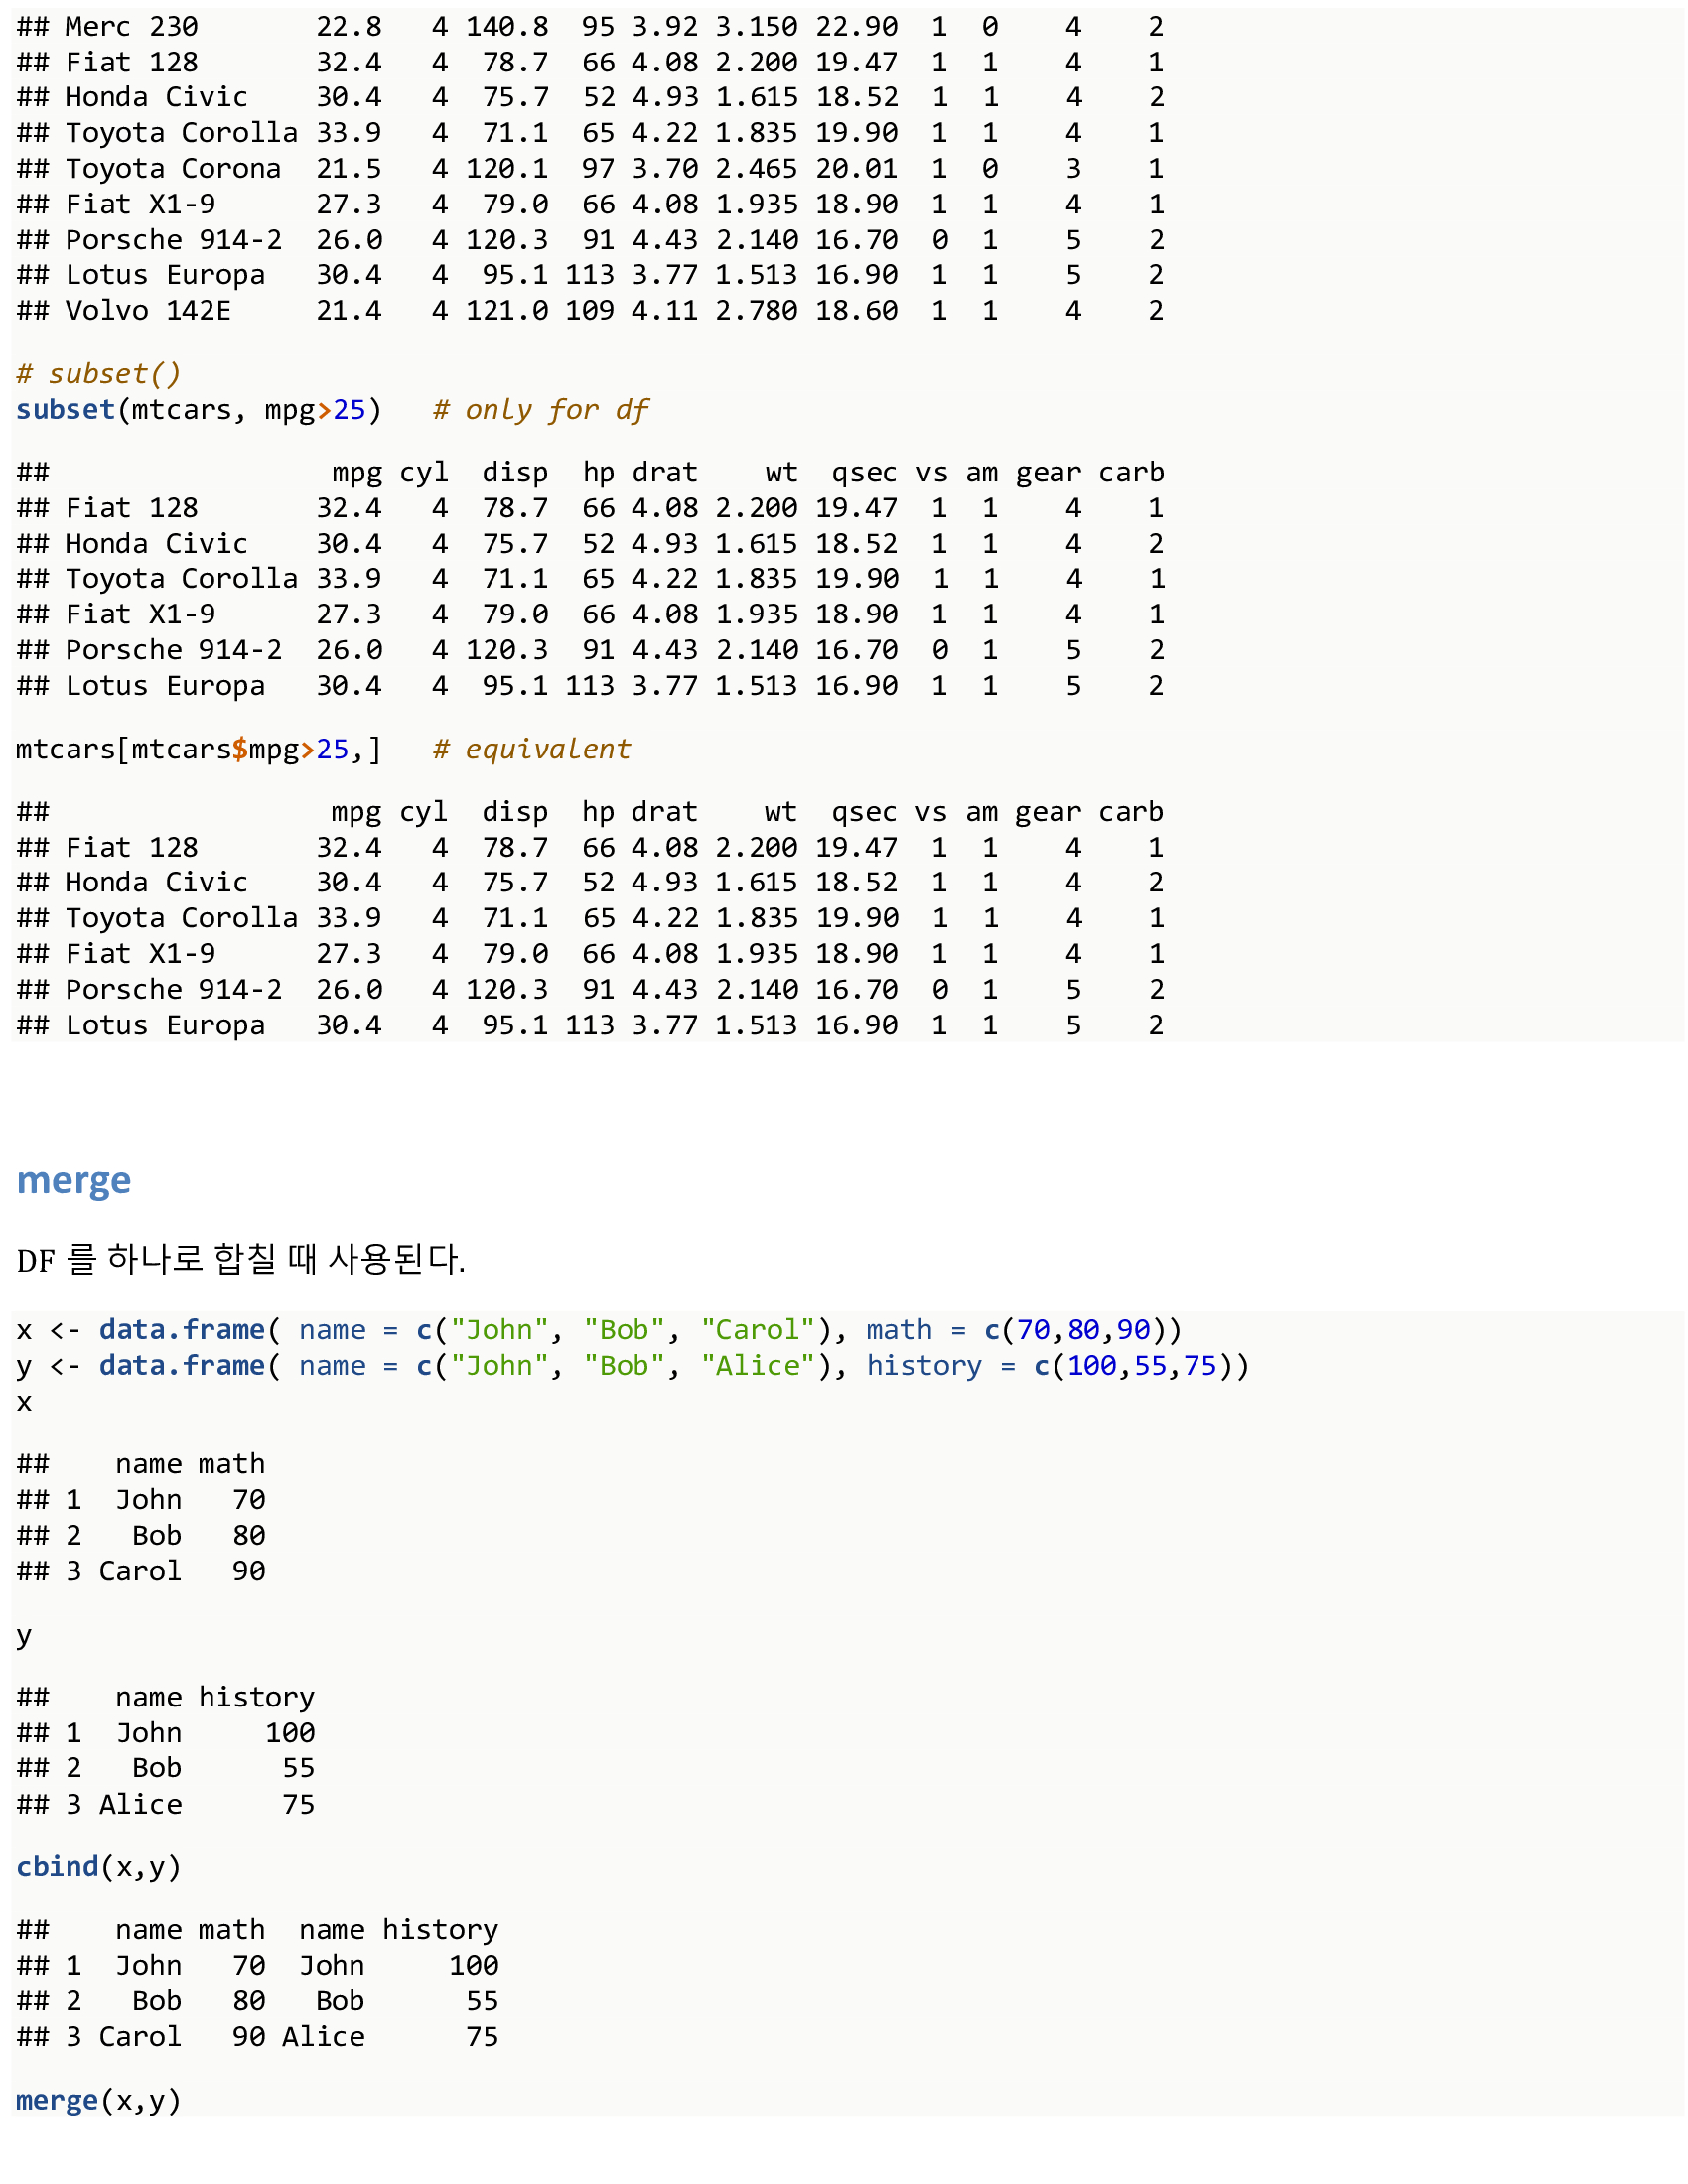 ## Merc 230       22.8   4 140.8  95 3.92 3.150 22.90  1  0    4    2
## Fiat 128       32.4   4  78.7  66 4.08 2.200 19.47  1  1    4    1
## Honda Civic    30.4   4  75.7  52 4.93 1.615 18.52  1  1    4    2
## Toyota Corolla 33.9   4  71.1  65 4.22 1.835 19.90  1  1    4    1
## Toyota Corona  21.5   4 120.1  97 3.70 2.465 20.01  1  0    3    1
## Fiat X1-9      27.3   4  79.0  66 4.08 1.935 18.90  1  1    4    1
## Porsche 914-2  26.0   4 120.3  91 4.43 2.140 16.70  0  1    5    2
## Lotus Europa   30.4   4  95.1 113 3.77 1.513 16.90  1  1    5    2
## Volvo 142E     21.4   4 121.0 109 4.11 2.780 18.60  1  1    4    2
# subset()
subset(mtcars, mpg>25)   # only for df
##                 mpg cyl  disp  hp drat    wt  qsec vs am gear carb
## Fiat 128       32.4   4  78.7  66 4.08 2.200 19.47  1  1    4    1
## Honda Civic    30.4   4  75.7  52 4.93 1.615 18.52  1  1    4    2
## Toyota Corolla 33.9   4  71.1  65 4.22 1.835 19.90  1  1    4    1
## Fiat X1-9      27.3   4  79.0  66 4.08 1.935 18.90  1  1    4    1
## Porsche 914-2  26.0   4 120.3  91 4.43 2.140 16.70  0  1    5    2
## Lotus Europa   30.4   4  95.1 113 3.77 1.513 16.90  1  1    5    2
mtcars[mtcars$mpg>25,]   # equivalent
##                 mpg cyl  disp  hp drat    wt  qsec vs am gear carb
## Fiat 128       32.4   4  78.7  66 4.08 2.200 19.47  1  1    4    1
## Honda Civic    30.4   4  75.7  52 4.93 1.615 18.52  1  1    4    2
## Toyota Corolla 33.9   4  71.1  65 4.22 1.835 19.90  1  1    4    1
## Fiat X1-9      27.3   4  79.0  66 4.08 1.935 18.90  1  1    4    1
## Porsche 914-2  26.0   4 120.3  91 4.43 2.140 16.70  0  1    5    2
## Lotus Europa   30.4   4  95.1 113 3.77 1.513 16.90  1  1    5    2
merge
DF 를 하나로 합칠 때 사용된다.
x <- data.frame( name = c("John", "Bob", "Carol"), math = c(70,80,90))
y <- data.frame( name = c("John", "Bob", "Alice"), history = c(100,55,75))
x
##    name math
## 1  John   70
## 2   Bob   80
## 3 Carol   90
y
##    name history
## 1  John     100
## 2   Bob      55
## 3 Alice      75
cbind(x,y)
##    name math  name history
## 1  John   70  John     100
## 2   Bob   80   Bob      55
## 3 Carol   90 Alice      75
merge(x,y)